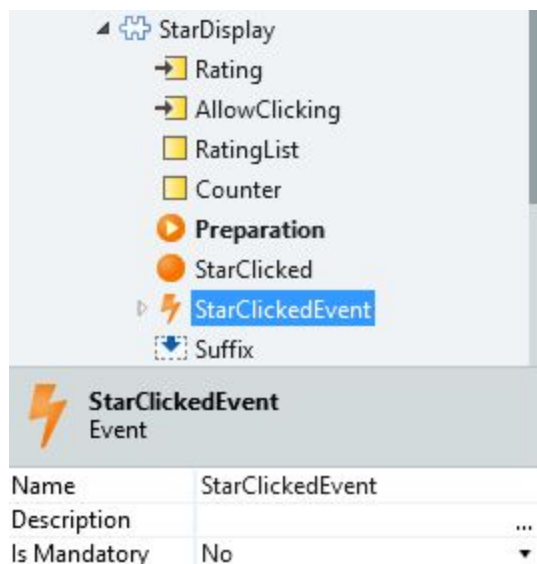 StarDisplay
Rating
AllowClicking
RatingList
Counter
Preparation
StarClicked
StarClickedEvent
Suffix
StarClickedEvent
Event
Name StarClickedEvent
Description ...
Is Mandatory No